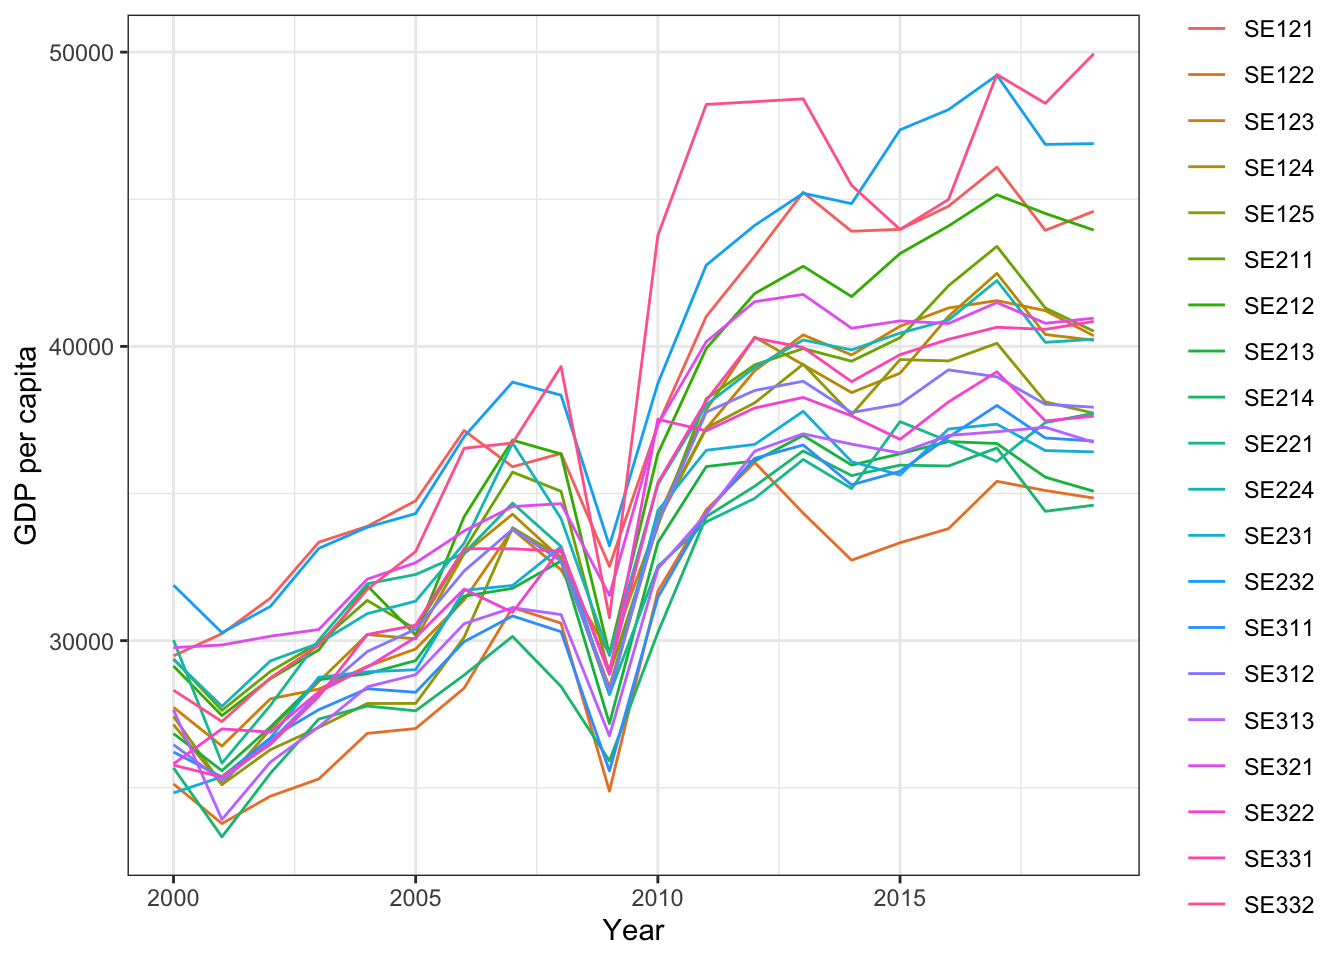 50000
40000
30000
GDP per capita
2000
2005
2010
2015
Year
SE121
SE122
SE123
SE124
SE125
SE211
SE212
SE213
SE214
SE221
SE224
SE231
SE232
SE311
SE312
SE313
SE321
SE322
SE331
SE332